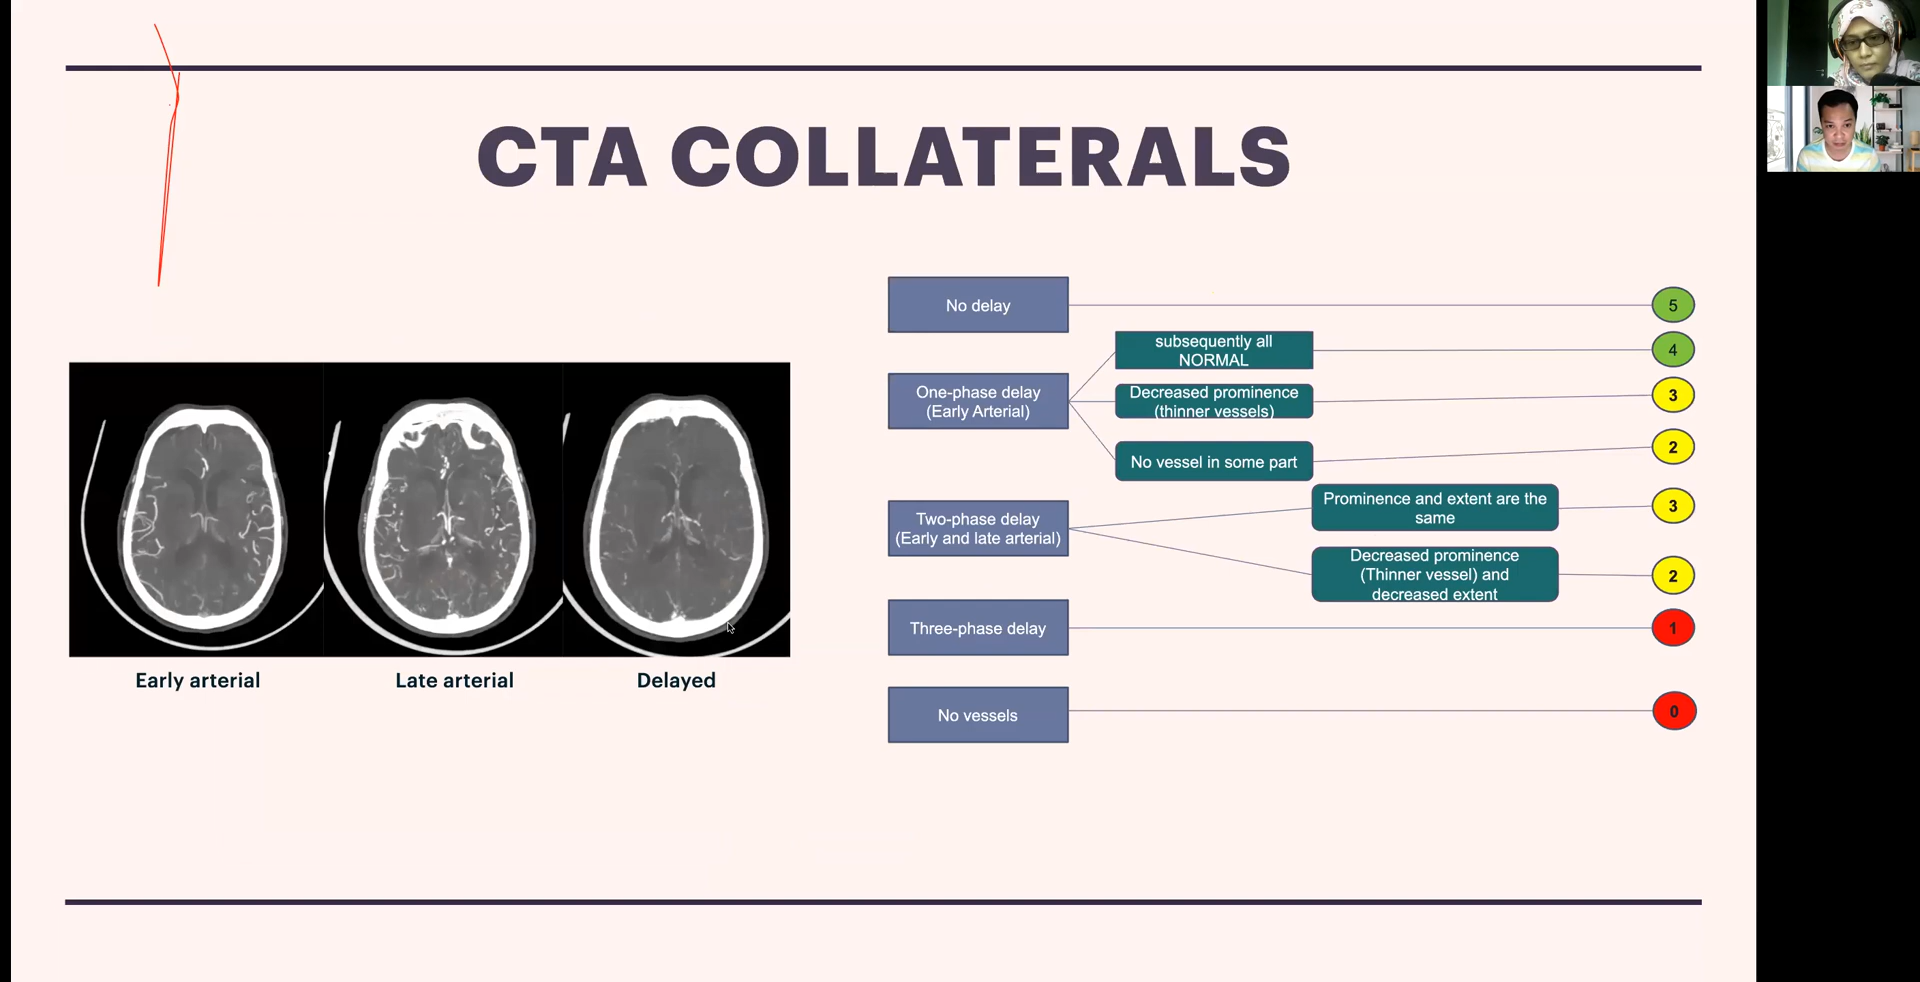 CTA COLLATERALS
No delay
5
subsequently all
NORMAL
4
One-phase delay
(Early Arterial)
Decreased prominence
(thinner vessels)
3
No vessel in some part
2
Two-phase delay
(Early and late arterial)
Prominence and extent are the
same
3
Decreased prominence
(Thinner vessel) and
decreased extent
2
Three-phase delay
1
No vessels
0
Early arterial
Late arterial
Delayed